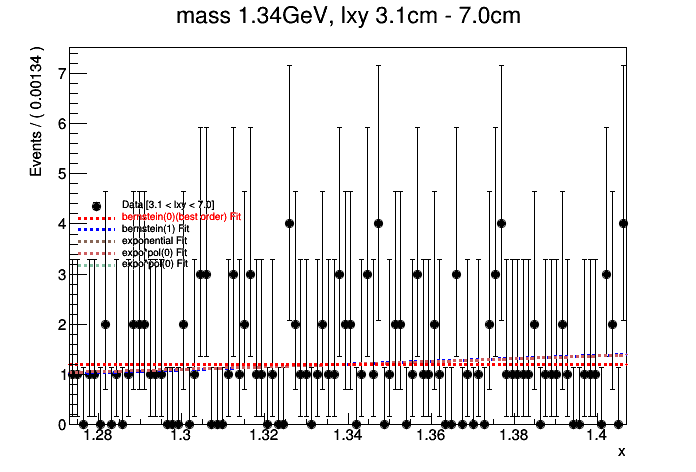 mass 1.34GeV, lxy 3.1cm - 7.0cm
Events / ( 0.00134 )
7
6
5
4
3
2
1
0
Data [3.1 < lxy < 7.0]
bernstein(0)(best order) Fit
bernstein(1) Fit
exponential Fit
expo*pol(0) Fit
expo*pol(0) Fit
1.28 1.3 1.32 1.34 1.36 1.38 1.4
x